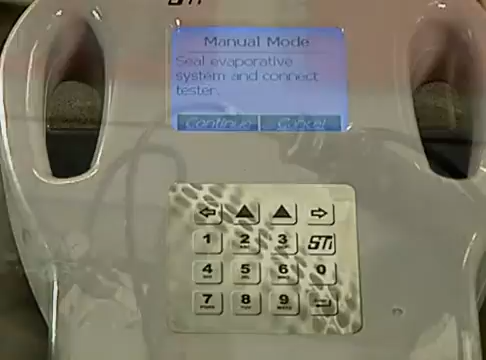 STi
Manual Mode
Seal evaporative
system and connect
tester.
Continue Cancel
1 2 3 STi
4 5 6 0
7 8 9